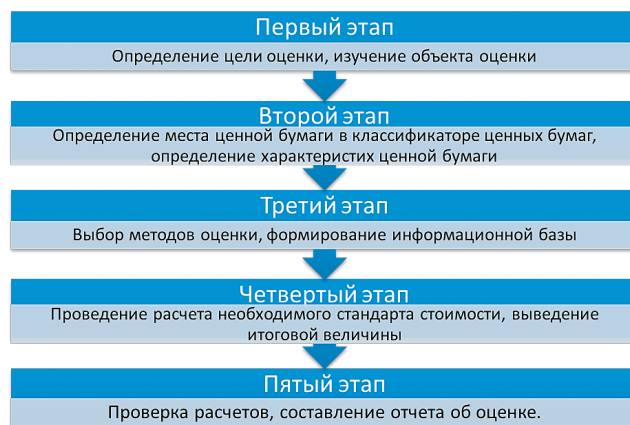 Первый этап
Определение цели оценки, изучение объекта оценки
Второй этап
Определение места ценной бумаги в классификаторе ценных бумаг,
определение характеристих ценной бумаги
Третий этап
Выбор методов оценки, формирование информационной базы
Четвертый этап
Проведение расчета необходимого стандарта стоимости, выведение
итоговой величины
Пятый этап
Проверка расчетов, составление отчета об оценке.